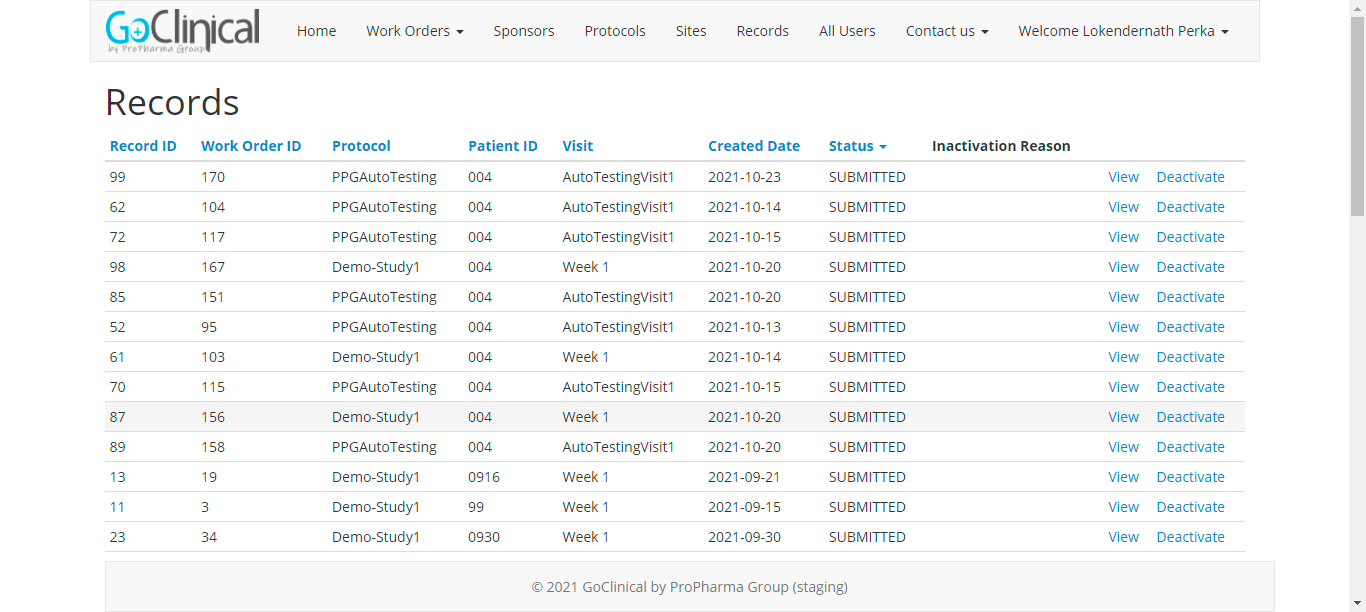 GoClinical
by ProPharma Group
Home Work Orders Sponsors Protocols Sites Records All Users Contact us Welcome Lokendernath Perka
Records
Record ID Work Order ID Protocol Patient ID Visit Created Date Status Inactivation Reason
99 170 PPGAutoTesting 004 AutoTestingVisit1 2021-10-23 SUBMITTED View Deactivate
62 104 PPGAutoTesting 004 AutoTestingVisit1 2021-10-14 SUBMITTED View Deactivate
72 117 PPGAutoTesting 004 AutoTestingVisit1 2021-10-15 SUBMITTED View Deactivate
98 167 Demo-Study1 004 Week 1 2021-10-20 SUBMITTED View Deactivate
85 151 PPGAutoTesting 004 AutoTestingVisit1 2021-10-20 SUBMITTED View Deactivate
52 95 PPGAutoTesting 004 AutoTestingVisit1 2021-10-13 SUBMITTED View Deactivate
61 103 Demo-Study1 004 Week 1 2021-10-14 SUBMITTED View Deactivate
70 115 PPGAutoTesting 004 AutoTestingVisit1 2021-10-15 SUBMITTED View Deactivate
87 156 Demo-Study1 004 Week 1 2021-10-20 SUBMITTED View Deactivate
89 158 PPGAutoTesting 004 AutoTestingVisit1 2021-10-20 SUBMITTED View Deactivate
13 19 Demo-Study1 0916 Week 1 2021-09-21 SUBMITTED View Deactivate
11 3 Demo-Study1 99 Week 1 2021-09-15 SUBMITTED View Deactivate
23 34 Demo-Study1 0930 Week 1 2021-09-30 SUBMITTED View Deactivate
© 2021 GoClinical by ProPharma Group (staging)